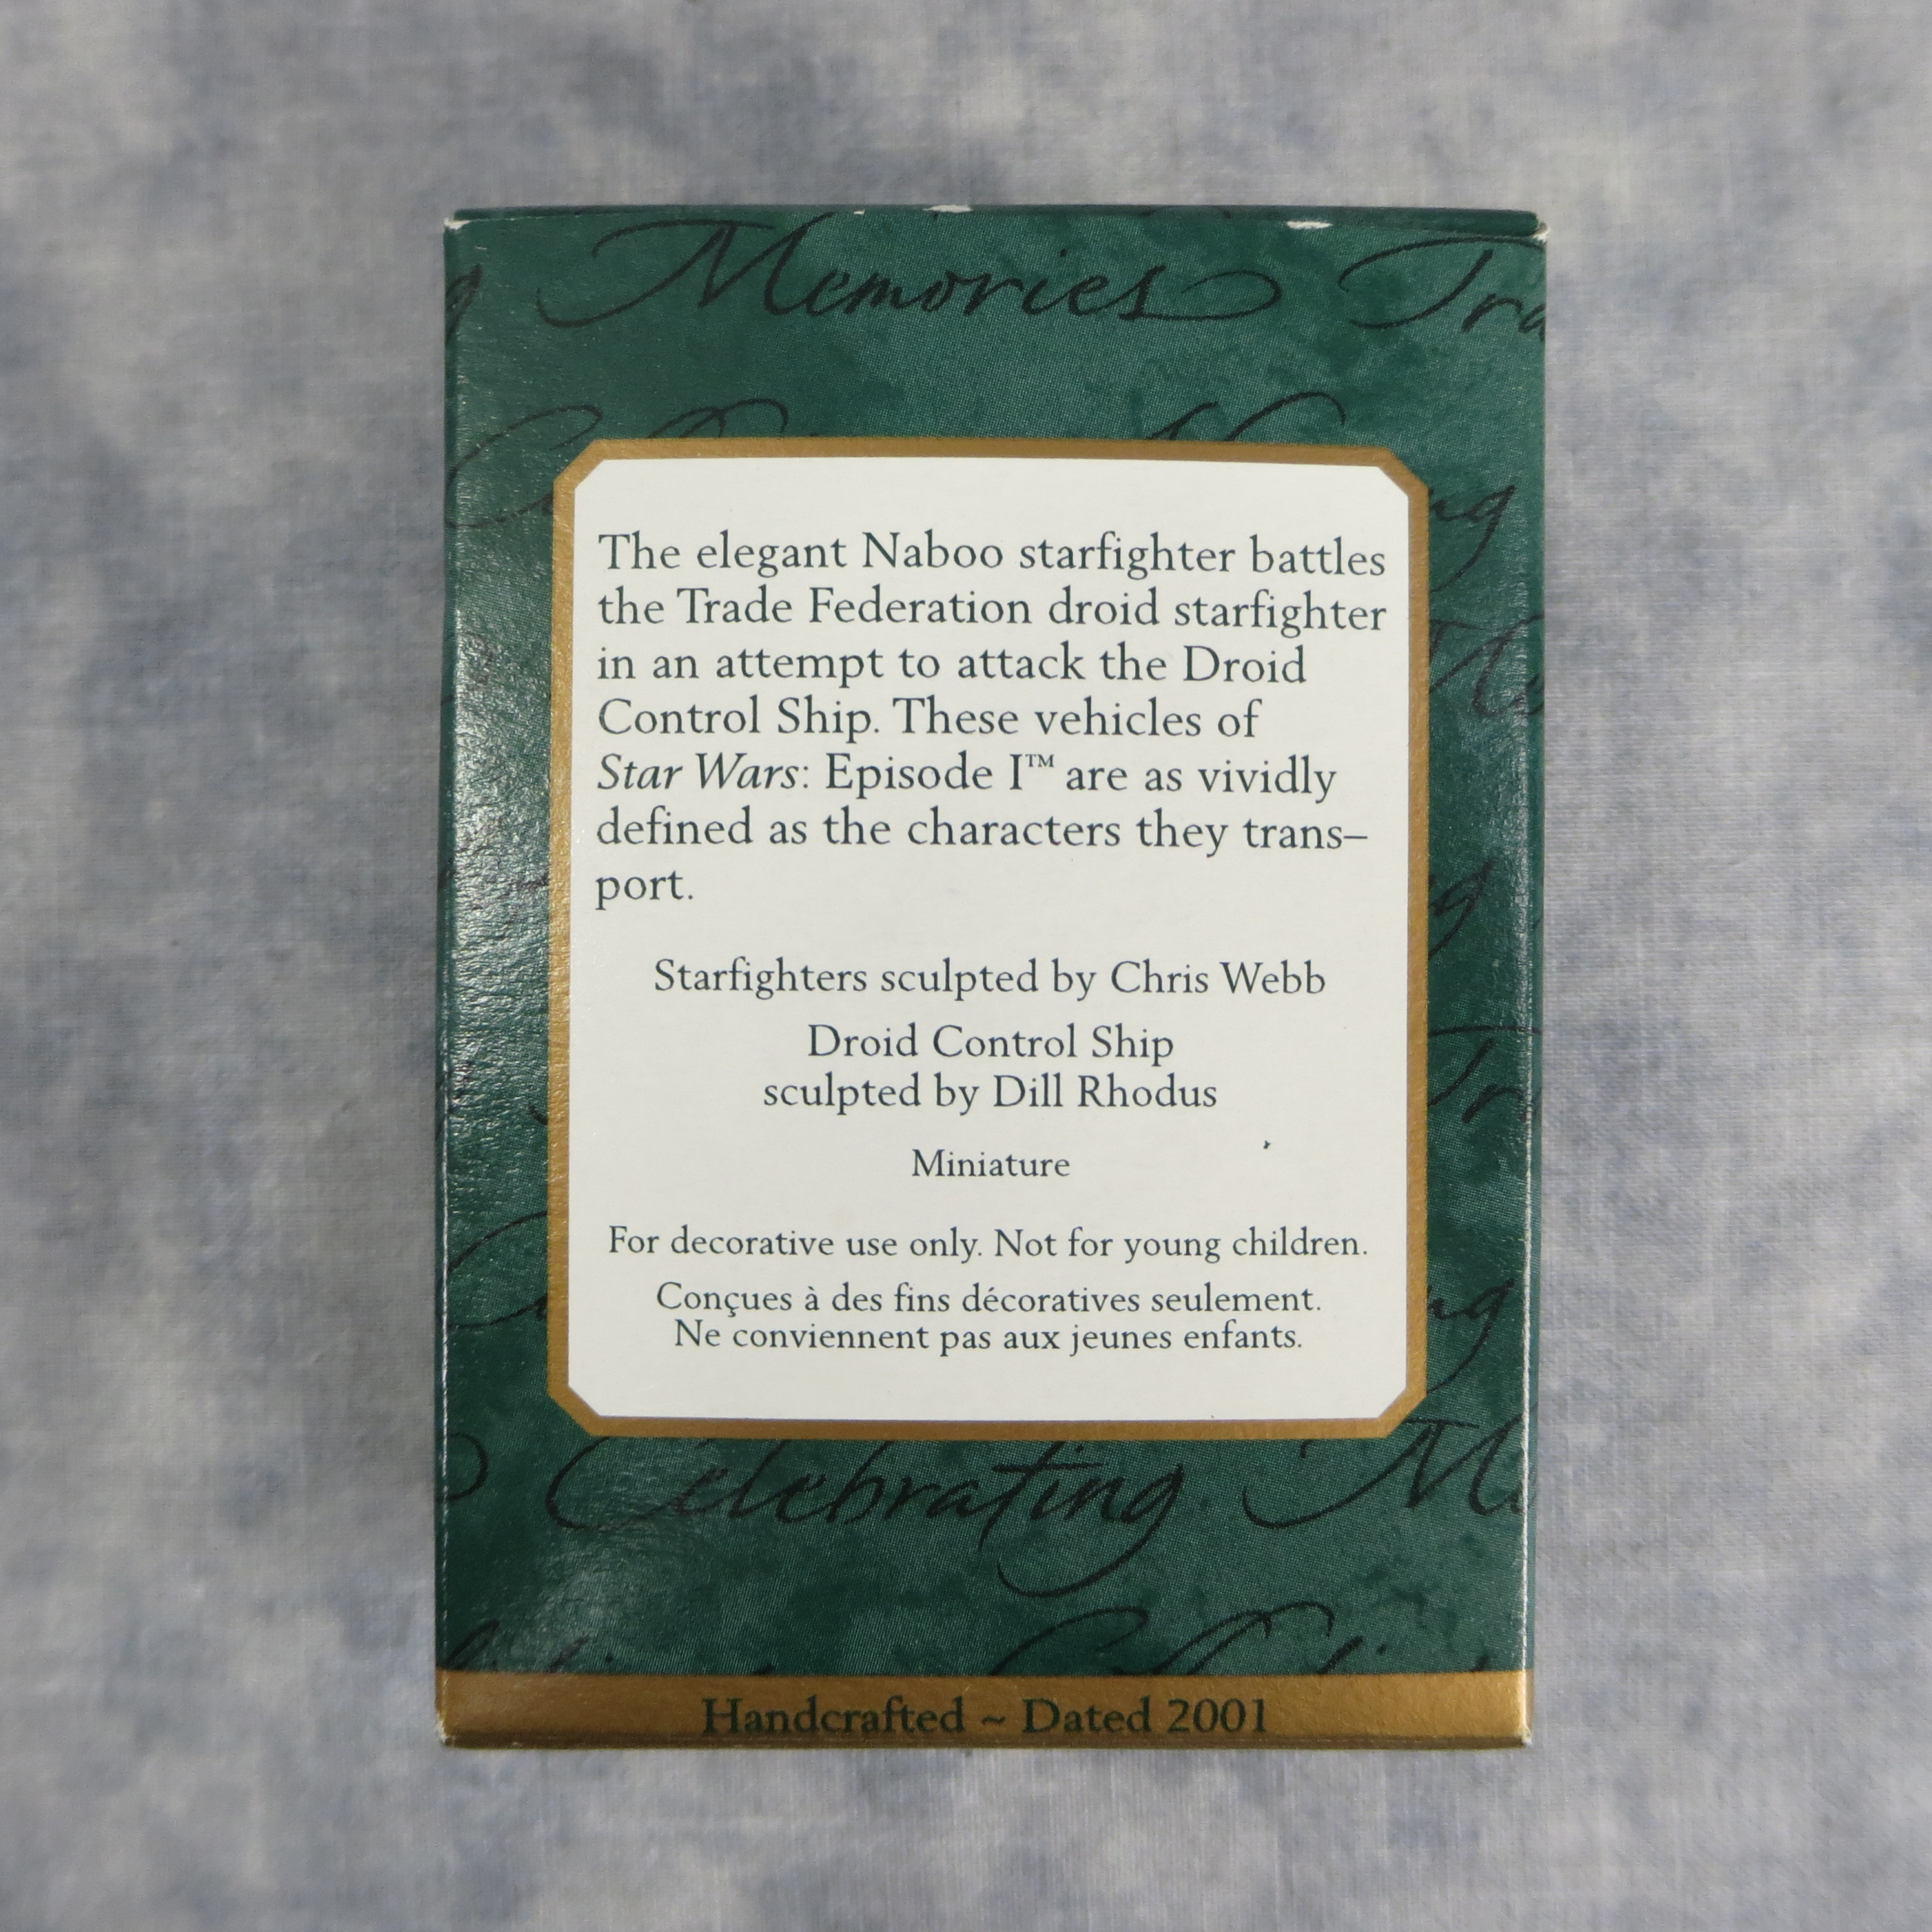 Memories Tra
The elegant Naboo starfighter battles
the Trade Federation droid starfighter
in an attempt to attack the Droid
Control Ship. These vehicles of
Star Wars: Episode I™ are as vividly
defined as the characters they trans–
port.
Starfighters sculpted by Chris Webb
Droid Control Ship
sculpted by Dill Rhodus
Miniature
For decorative use only. Not for young children.
Conçues à des fins décoratives seulement.
Ne conviennent pas aux jeunes enfants.
Celebrating M
Handcrafted ~ Dated 2001